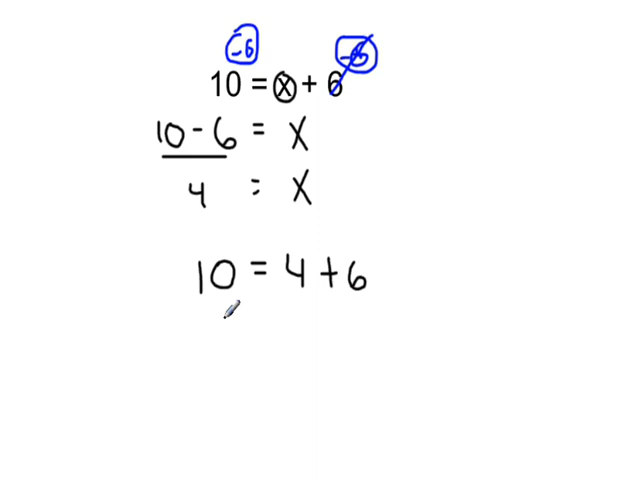 -6 -6
10 = x + 6
10 - 6 = x
4 = x
10 = 4 + 6